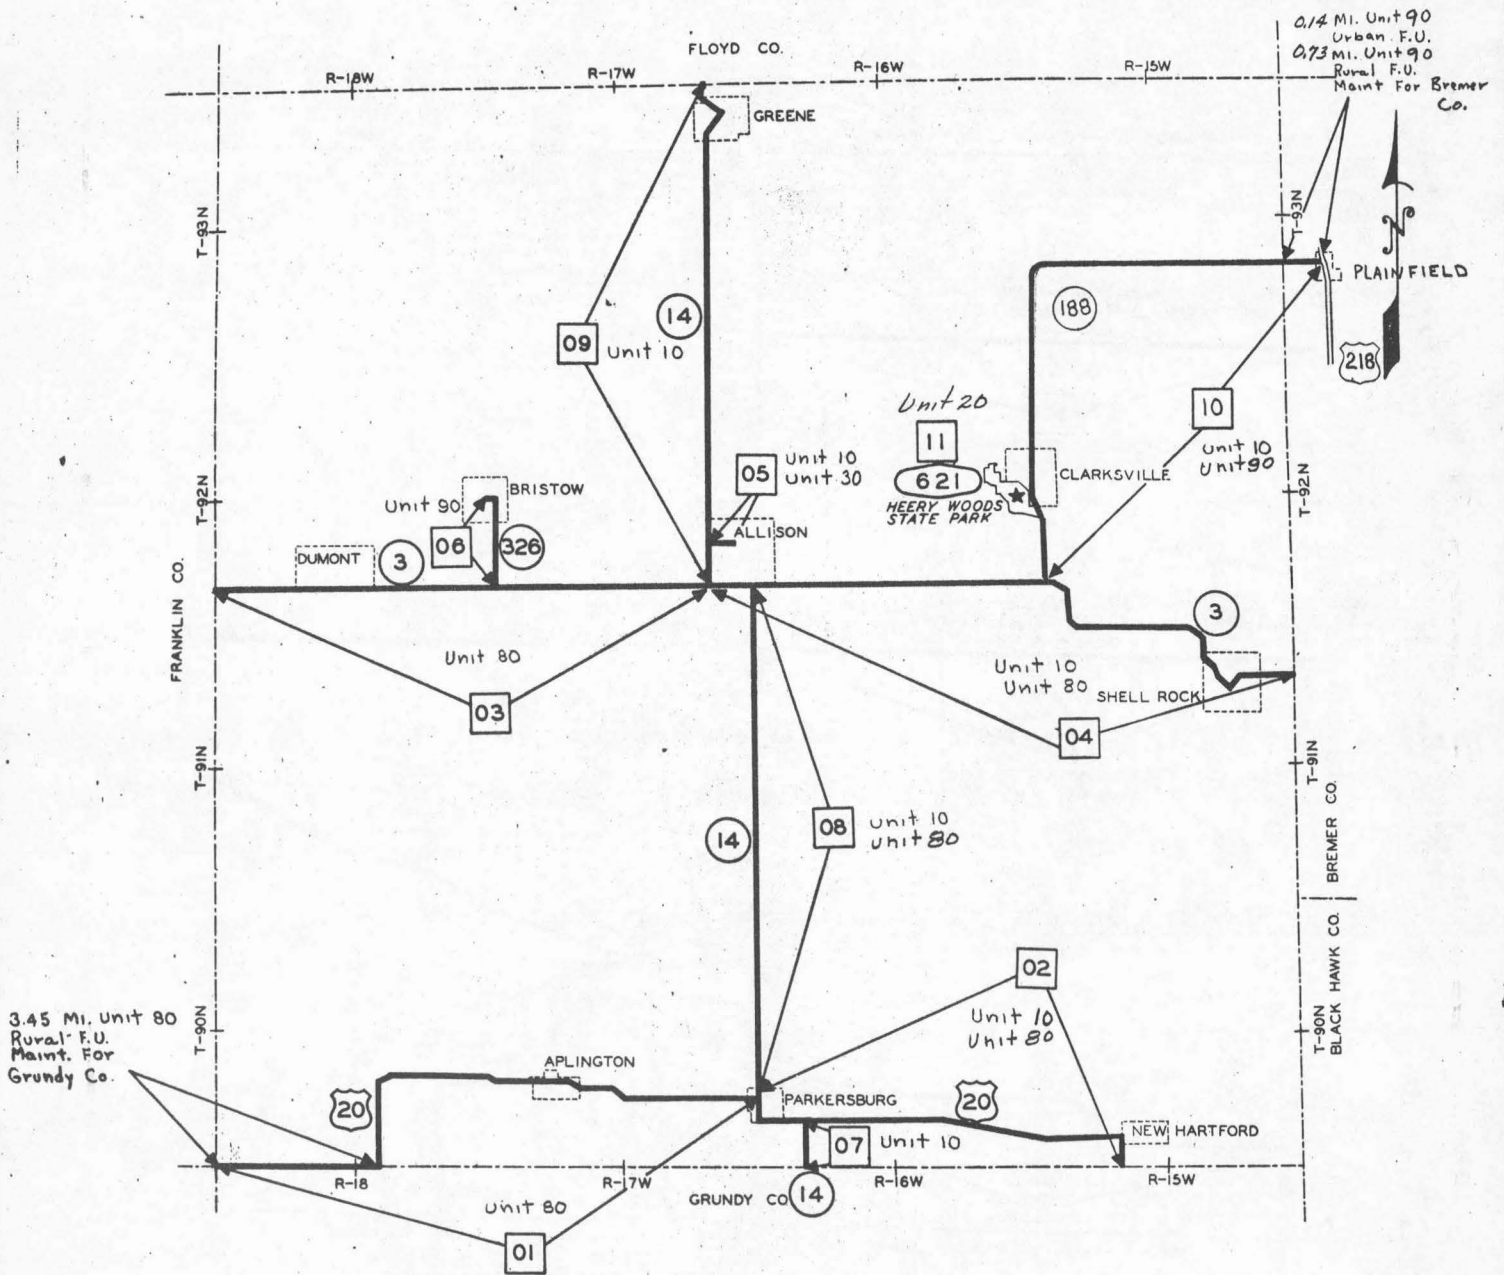 0.14 MI. Unit 90
Urban F.U.
0.73 MI. Unit 90
Rural F.U.
Maint For Bremer
Co.
FLOYD CO.
R-18W
R-17W
R-16W
R-15W
GREENE
T-93N
T-93N
N
PLAINFIELD
14
188
09
Unit 10
218
Unit 20
10
11
Unit 10
Unit 90
621
HEERY WOODS
STATE PARK
CLARKSVILLE
05
Unit 10
Unit 30
ALLISON
T-92N
T-92N
Unit 90
BRISTOW
06
326
DUMONT
3
FRANKLIN CO.
3
Unit 80
03
Unit 10
Unit 80
SHELL ROCK
04
T-91N
T-91N
14
08
Unit 10
Unit 80
BREMER CO.
BLACK HAWK CO.
02
Unit 10
Unit 80
T-90N
T-90N
3.45 MI. Unit 80
Rural F.U.
Maint. For
Grundy Co.
APLINGTON
20
PARKERSBURG
20
07
Unit 10
NEW HARTFORD
R-18
R-17W
R-16W
R-15W
GRUNDY CO
14
Unit 80
01